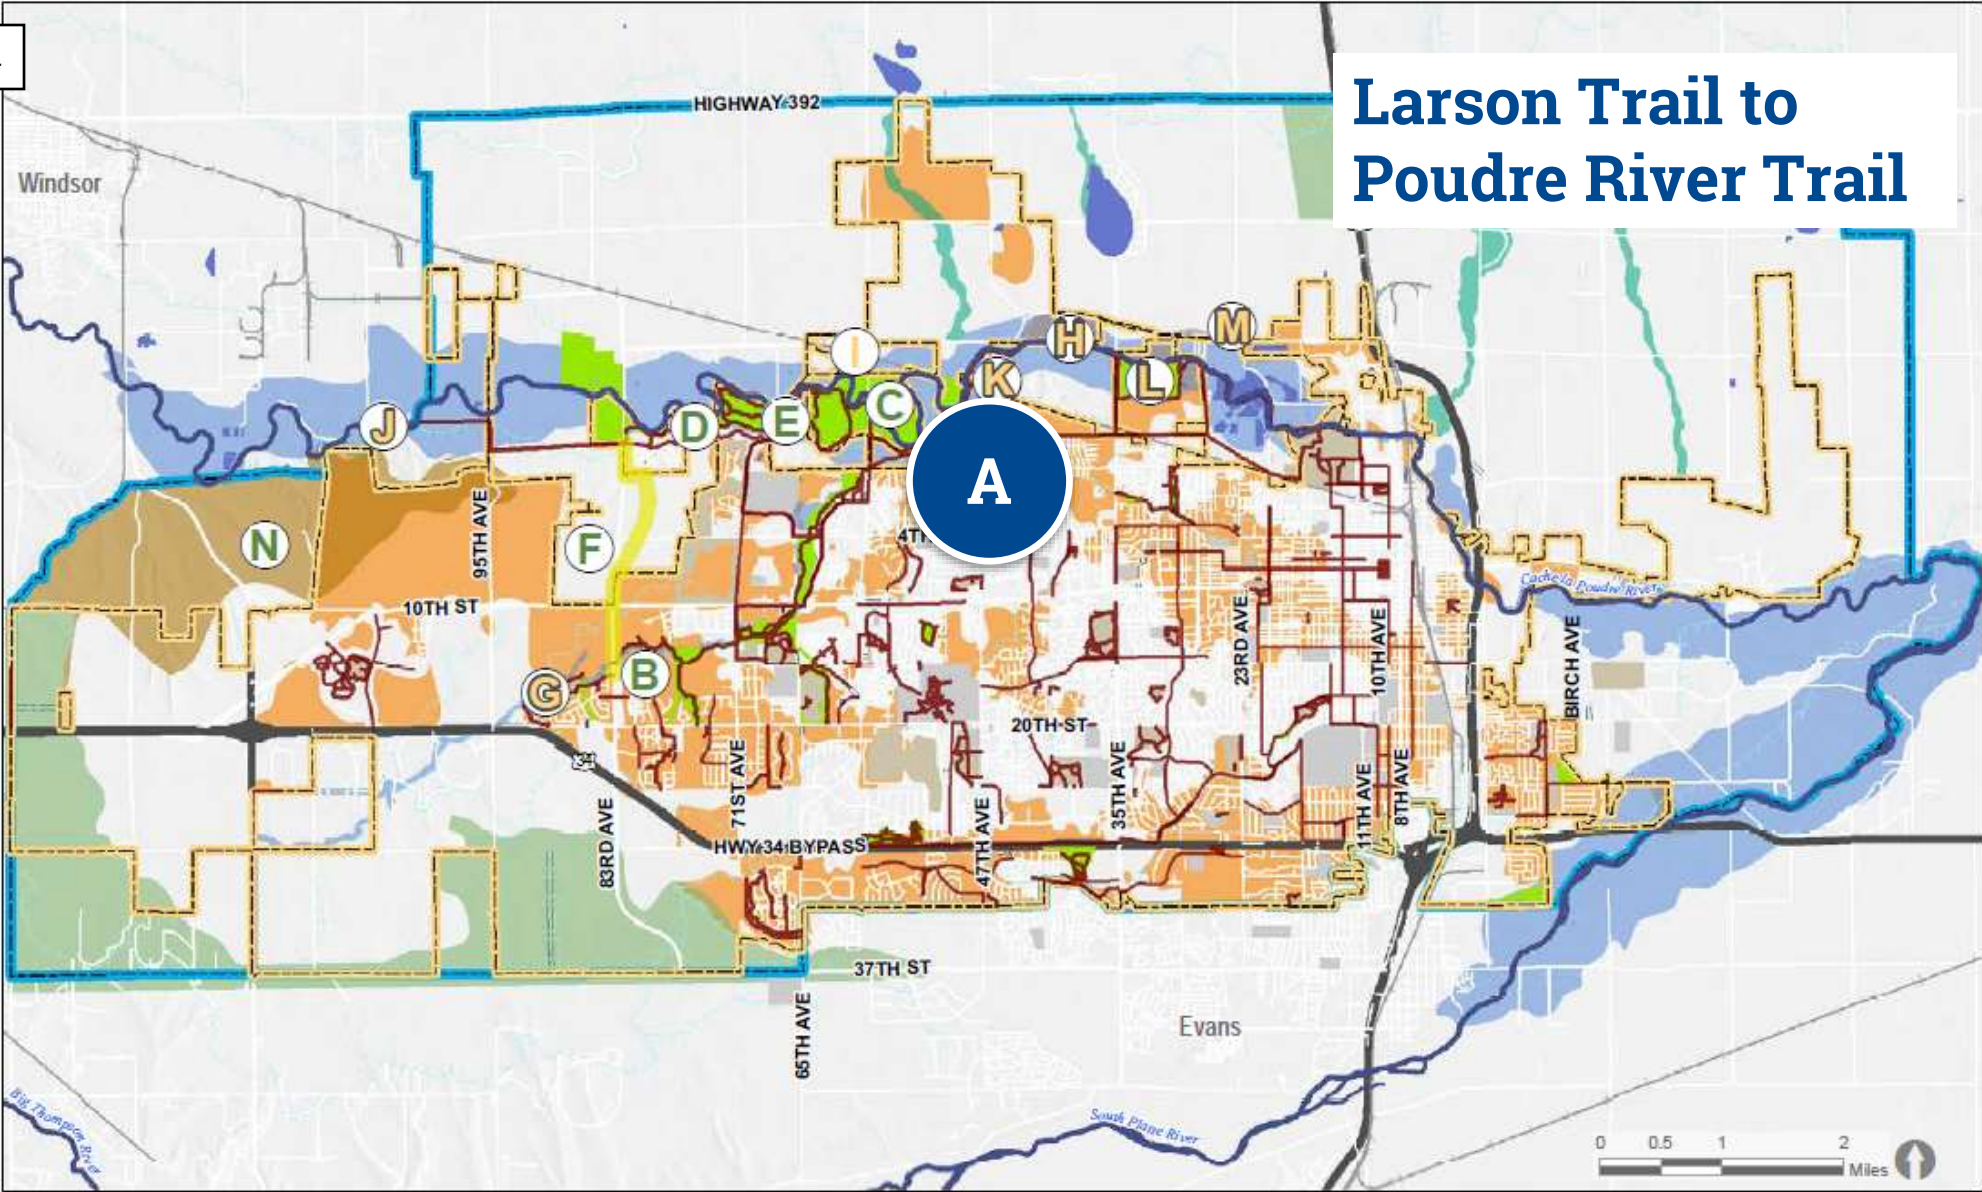 Larson Trail to
Poudre River Trail
HIGHWAY 392
Windsor
I
H
M
K
L
C
E
D
J
A
N
F
95TH AVE
4TH
10TH ST
Cache la Poudre River
B
G
23RD AVE
10TH AVE
BIRCH AVE
20TH ST
34
83RD AVE
71ST AVE
HWY 34 BYPASS
47TH AVE
35TH AVE
11TH AVE
8TH AVE
37TH ST
65TH AVE
Evans
Big Thompson River
South Platte River
0 0.5 1 2
Miles